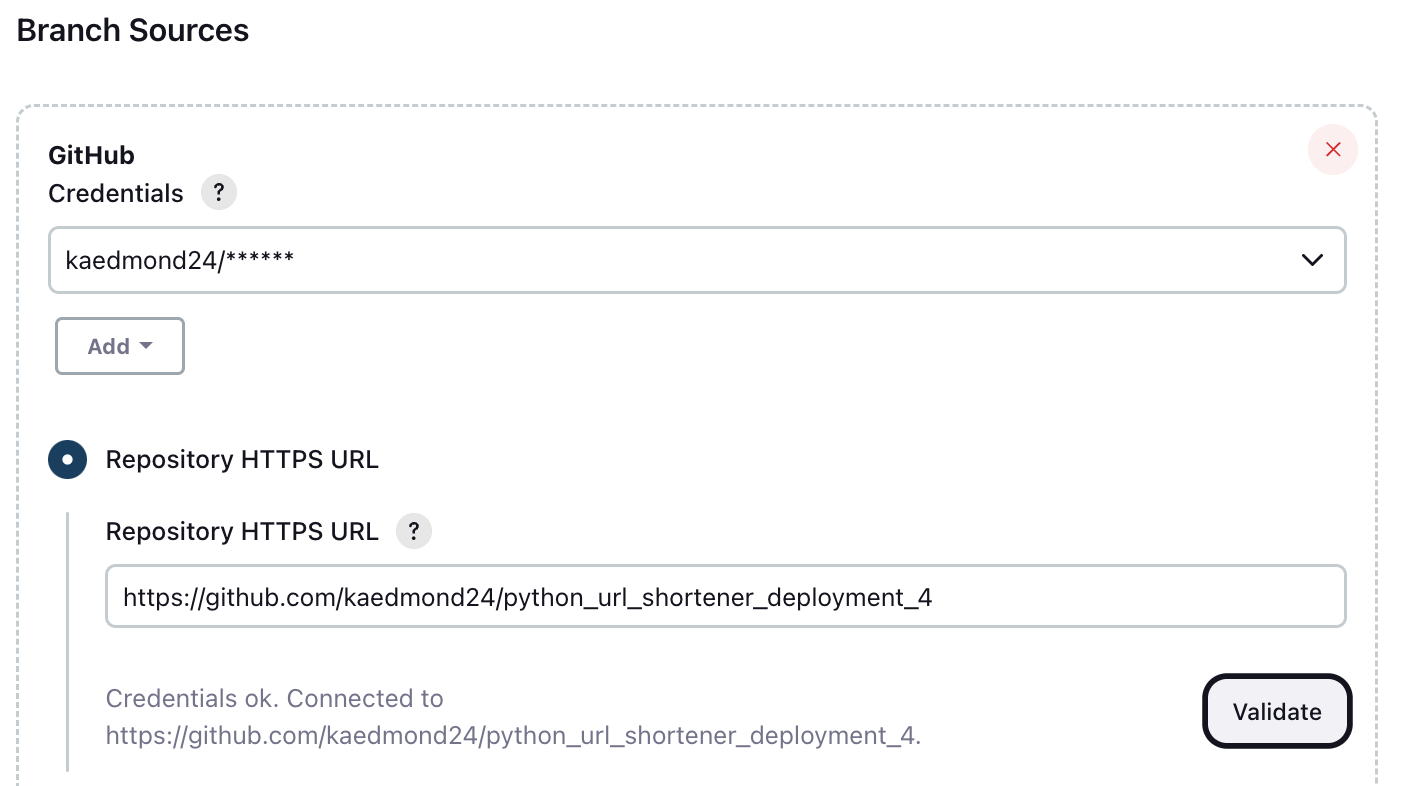 Branch Sources
GitHub
Credentials ?
kaedmond24/******
Add
Repository HTTPS URL
Repository HTTPS URL ?
https://github.com/kaedmond24/python_url_shortener_deployment_4
Credentials ok. Connected to
https://github.com/kaedmond24/python_url_shortener_deployment_4.
Validate